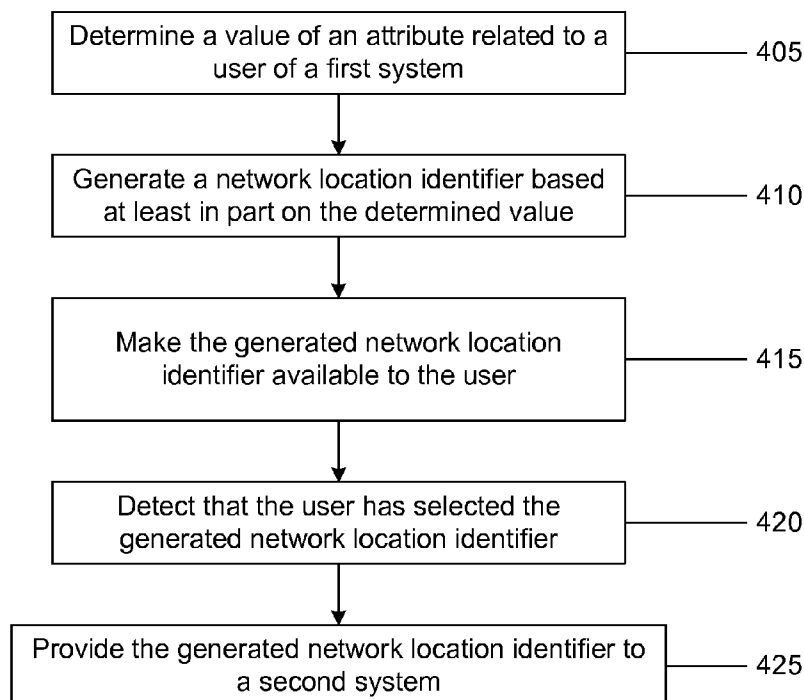 Determine a value of an attribute related to a
user of a first system
405
Generate a network location identifier based
at least in part on the determined value
410
Make the generated network location
identifier available to the user
415
Detect that the user has selected the
generated network location identifier
420
Provide the generated network location identifier to
a second system
425